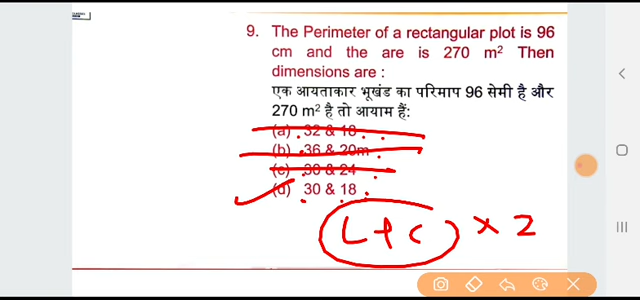 9. The Perimeter of a rectangular plot is 96
cm and the are is 270 m² Then
dimensions are :
एक आयताकार भूखंड का परिमाप 96 सेमी है और
270 m² है तो आयाम हैं:
(a) 32 & 18
(b) 36 & 20m
(c) 30 & 24
(d) 30 & 18
(L+C) × 2